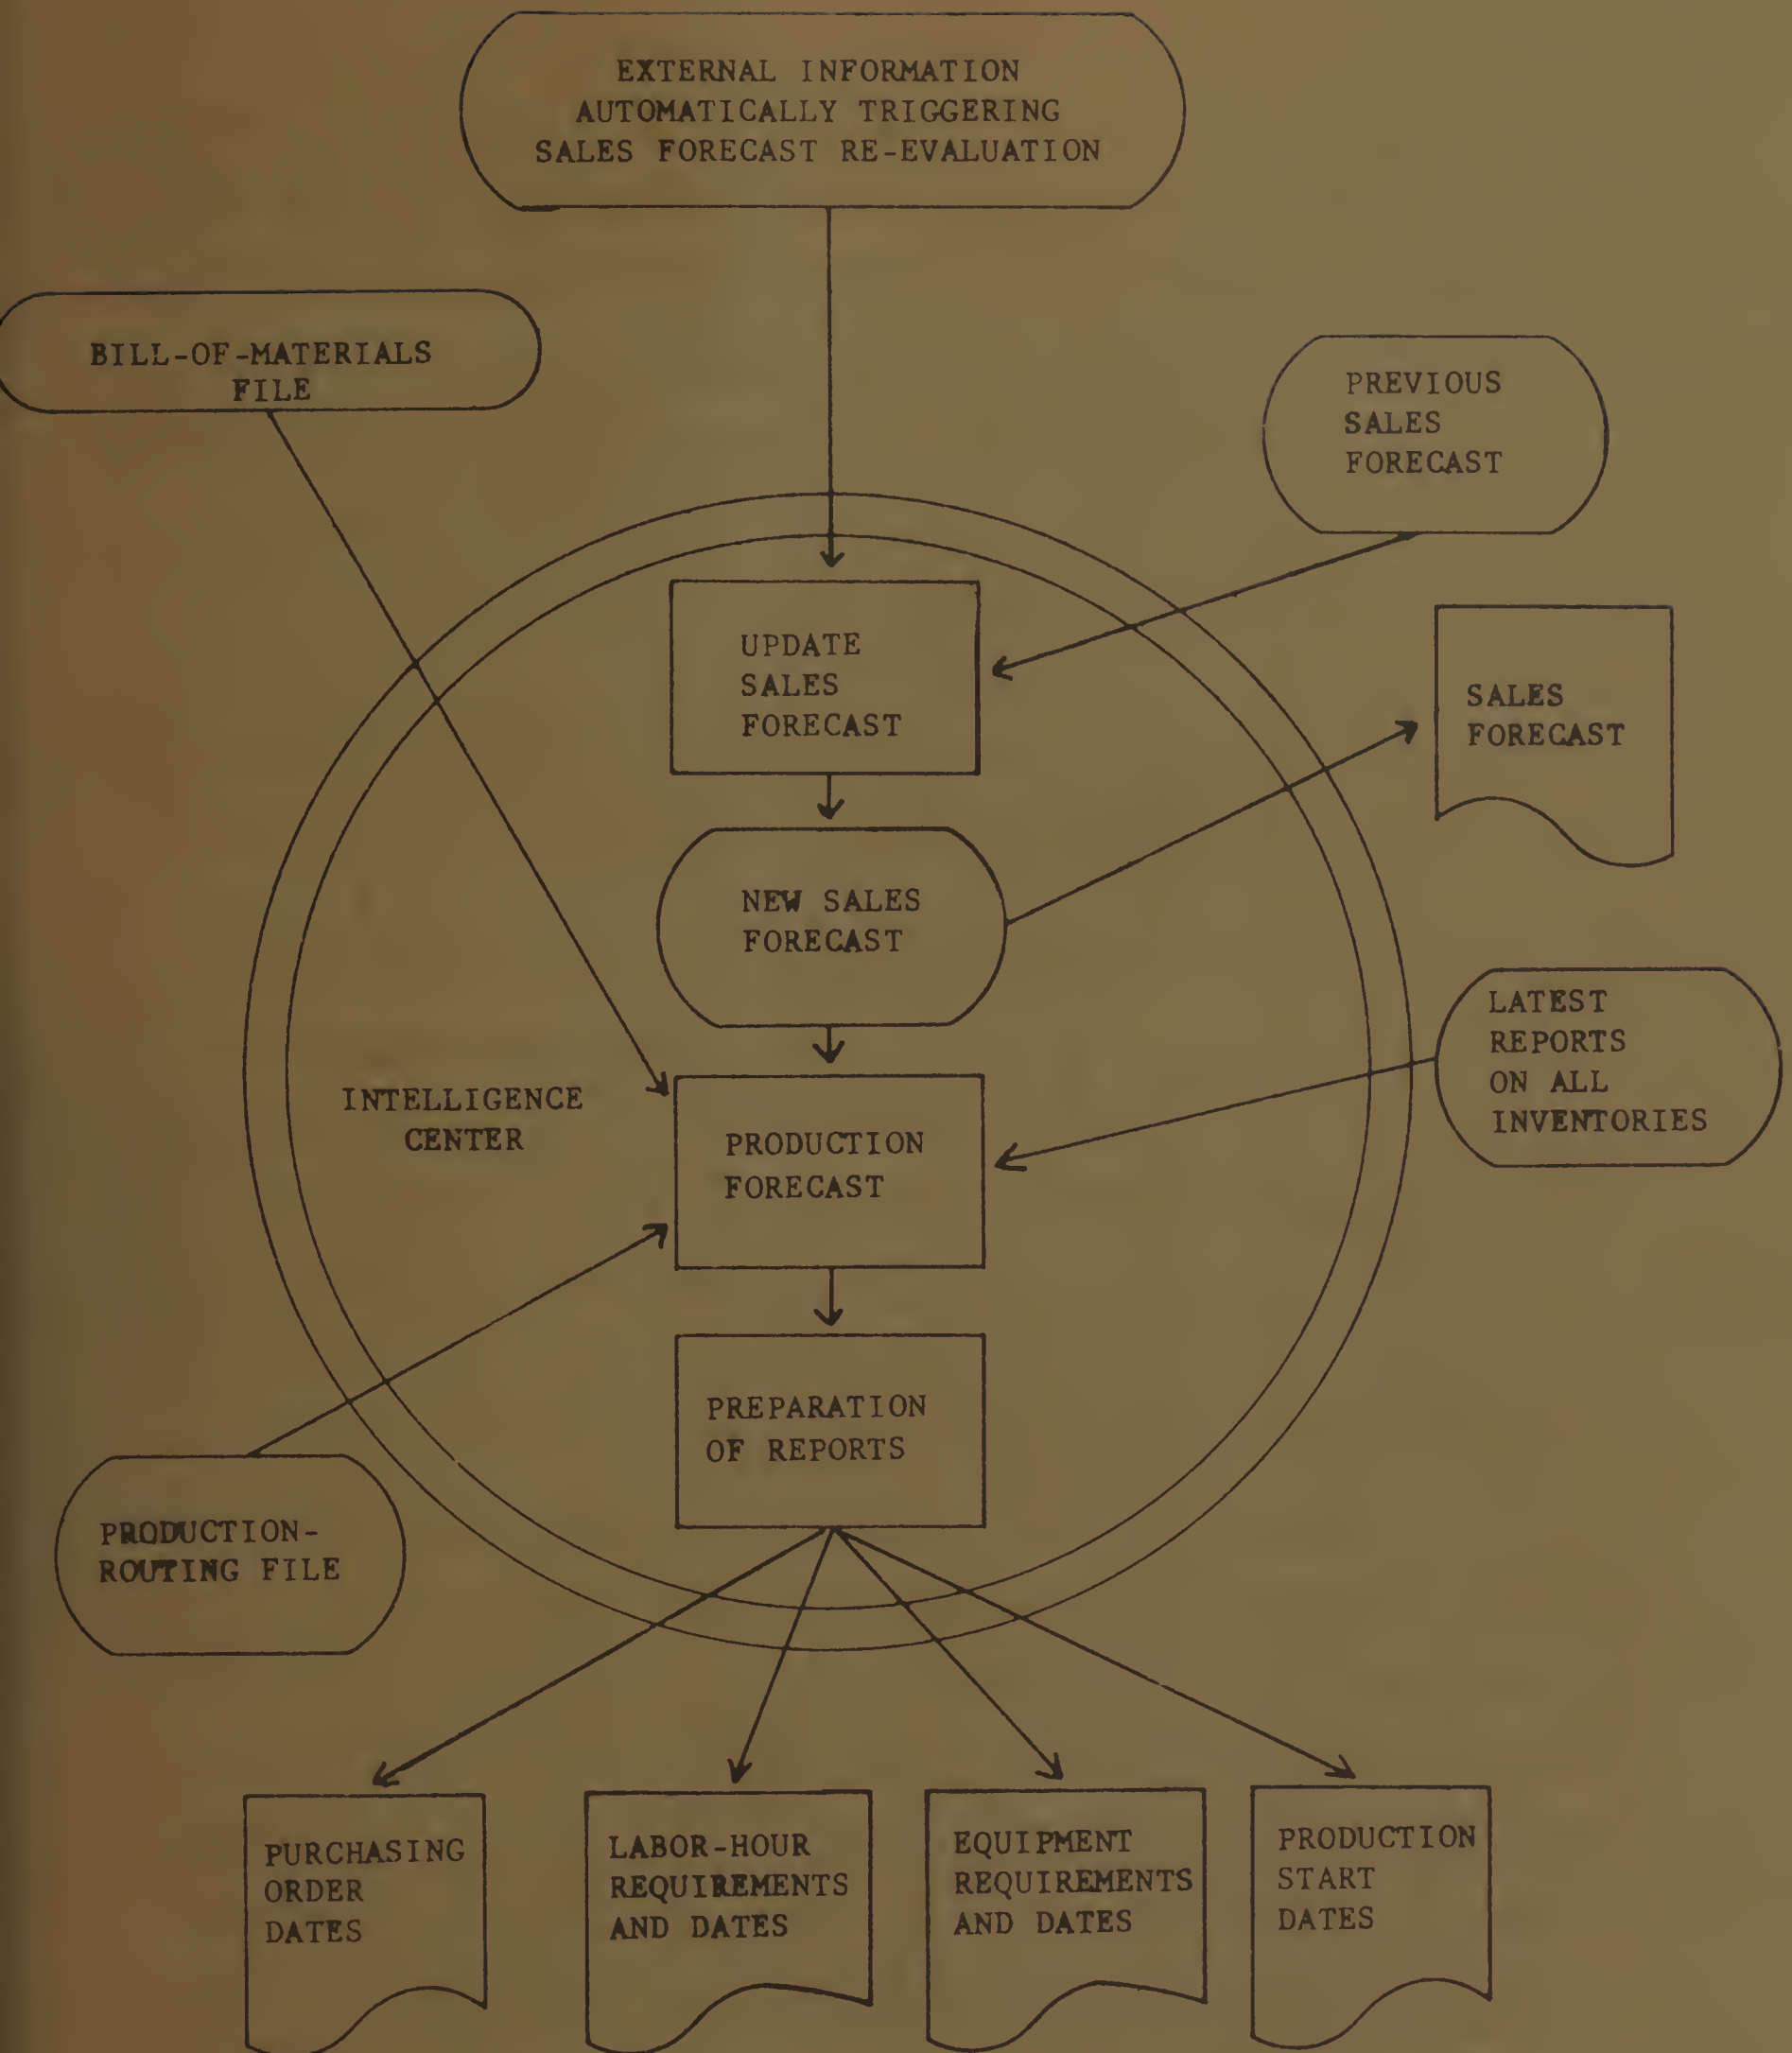 EXTERNAL INFORMATION
AUTOMATICALLY TRIGGERING
SALES FORECAST RE-EVALUATION
BILL-OF-MATERIALS
FILE
PREVIOUS
SALES
FORECAST
UPDATE
SALES
FORECAST
SALES
FORECAST
NEW SALES
FORECAST
LATEST
REPORTS
ON ALL
INVENTORIES
INTELLIGENCE
CENTER
PRODUCTION
FORECAST
PREPARATION
OF REPORTS
PRODUCTION-
ROUTING FILE
PURCHASING
ORDER
DATES
LABOR-HOUR
REQUIREMENTS
AND DATES
EQUIPMENT
REQUIREMENTS
AND DATES
PRODUCTION
START
DATES